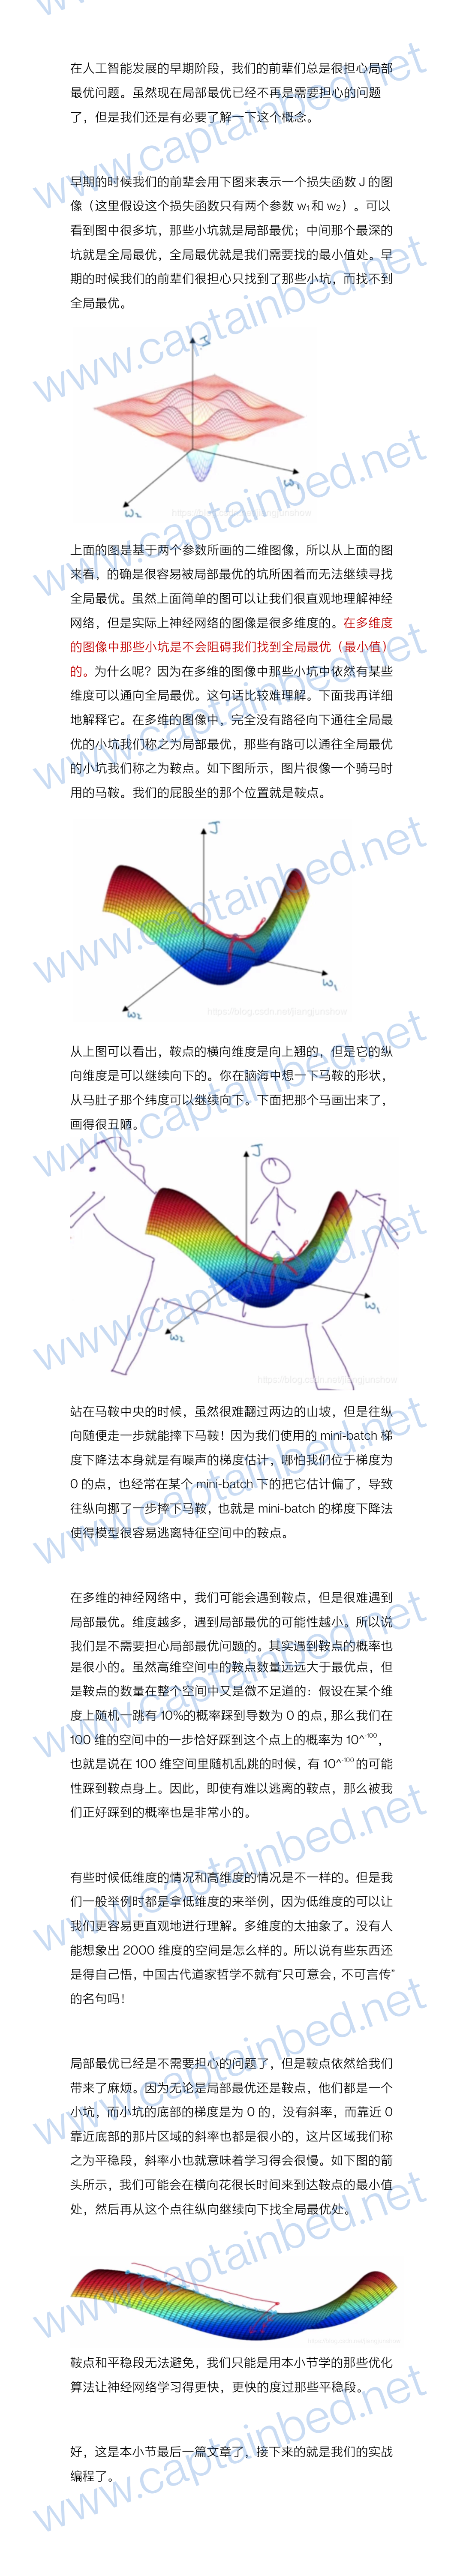 在人工智能发展的早期阶段，我们的前辈们总是很担心局部
最优问题。虽然现在局部最优已经不再是需要担心的问题
了，但是我们还是有必要了解一下这个概念。
早期的时候我们的前辈会用下图来表示一个损失函数 J 的图
像（这里假设这个损失函数只有两个参数 w₁和 w₂）。可以
看到图中很多坑，那些小坑就是局部最优；中间那个最深的
坑就是全局最优，全局最优就是我们需要找的最小值处。早
期的时候我们的前辈们很担心只找到了那些小坑，而找不到
全局最优。
J
ω₁
ω₂
上面的图是基于两个参数所画的二维图像，所以从上面的图
来看，的确是很容易被局部最优的坑所困着而无法继续寻找
全局最优。虽然上面简单的图可以让我们很直观地理解神经
网络，但是实际上神经网络的图像是很多维度的。在多维度
的图像中那些小坑是不会阻碍我们找到全局最优（最小值）
的。为什么呢？因为在多维的图像中那些小坑中依然有某些
维度可以通向全局最优。这句话比较难理解。下面我再详细
地解释它。在多维的图像中，完全没有路径向下通往全局最
优的小坑我们称之为局部最优，那些有路可以通往全局最优
的小坑我们称之为鞍点。如下图所示，图片很像一个骑马时
用的马鞍。我们的屁股坐的那个位置就是鞍点。
J
ω₁
ω₂
https://blog.csdn.net/jiangjunshow
从上图可以看出，鞍点的横向维度是向上翘的，但是它的纵
向维度是可以继续向下的。你在脑海中想一下马鞍的形状，
从马肚子那个纬度可以继续向下。下面把那个马画出来了，
画得很丑陋。
J
ω₁
ω₂
https://blog.csdn.net/jiangjunshow
站在马鞍中央的时候，虽然很难翻过两边的山坡，但是往纵
向随便走一步就能摔下马鞍！因为我们使用的 mini-batch 梯
度下降法本身就是有噪声的梯度估计，哪怕我们位于梯度为
0 的点，也经常在某个 mini-batch 下的把它估计偏了，导致
往纵向挪了一步摔下马鞍，也就是 mini-batch 的梯度下降法
使得模型很容易逃离特征空间中的鞍点。
在多维的神经网络中，我们可能会遇到鞍点，但是很难遇到
局部最优。维度越多，遇到局部最优的可能性越小。所以说
我们是不需要担心局部最优问题的。其实遇到鞍点的概率也
是很小的。虽然高维空间中的鞍点数量远远大于最优点，但
是鞍点的数量在整个空间中又是微不足道的：假设在某个维
度上随机一跳有 10%的概率踩到导数为 0 的点，那么我们在
100 维的空间中的一步恰好踩到这个点上的概率为 10^-100，
也就是说在 100 维空间里随机乱跳的时候，有 10^-100 的可能
性踩到鞍点身上。因此，即使有难以逃离的鞍点，那么被我
们正好踩到的概率也是非常小的。
有些时候低维度的情况和高维度的情况是不一样的。但是我
们一般举例时都是拿低维度的来举例，因为低维度的可以让
我们更容易更直观地进行理解。多维度的太抽象了。没有人
能想象出 2000 维度的空间是怎么样的。所以说有些东西还
是得自己悟，中国古代道家哲学不就有“只可意会，不可言传”
的名句吗！
局部最优已经是不需要担心的问题了，但是鞍点依然给我们
带来了麻烦。因为无论是局部最优还是鞍点，他们都是一个
小坑，而小坑的底部的梯度是为 0 的，没有斜率，而靠近 0
靠近底部的那片区域的斜率也都是很小的，这片区域我们称
之为平稳段，斜率小也就意味着学习得会很慢。如下图的箭
头所示，我们可能会在横向花很长时间来到达鞍点的最小值
处，然后再从这个点往纵向继续向下找全局最优处。
鞍点和平稳段无法避免，我们只能是用本小节学的那些优化
算法让神经网络学习得更快，更快的度过那些平稳段。
好，这是本小节最后一篇文章了，接下来的就是我们的实战
编程了。
www.captainbed.net
www.captainbed.net
www.captainbed.net
www.captainbed.net
www.captainbed.net
www.captainbed.net
www.captainbed.net
www.captainbed.net
www.captainbed.net
www.captainbed.net
www.captainbed.net
www.captainbed.net
www.captainbed.net